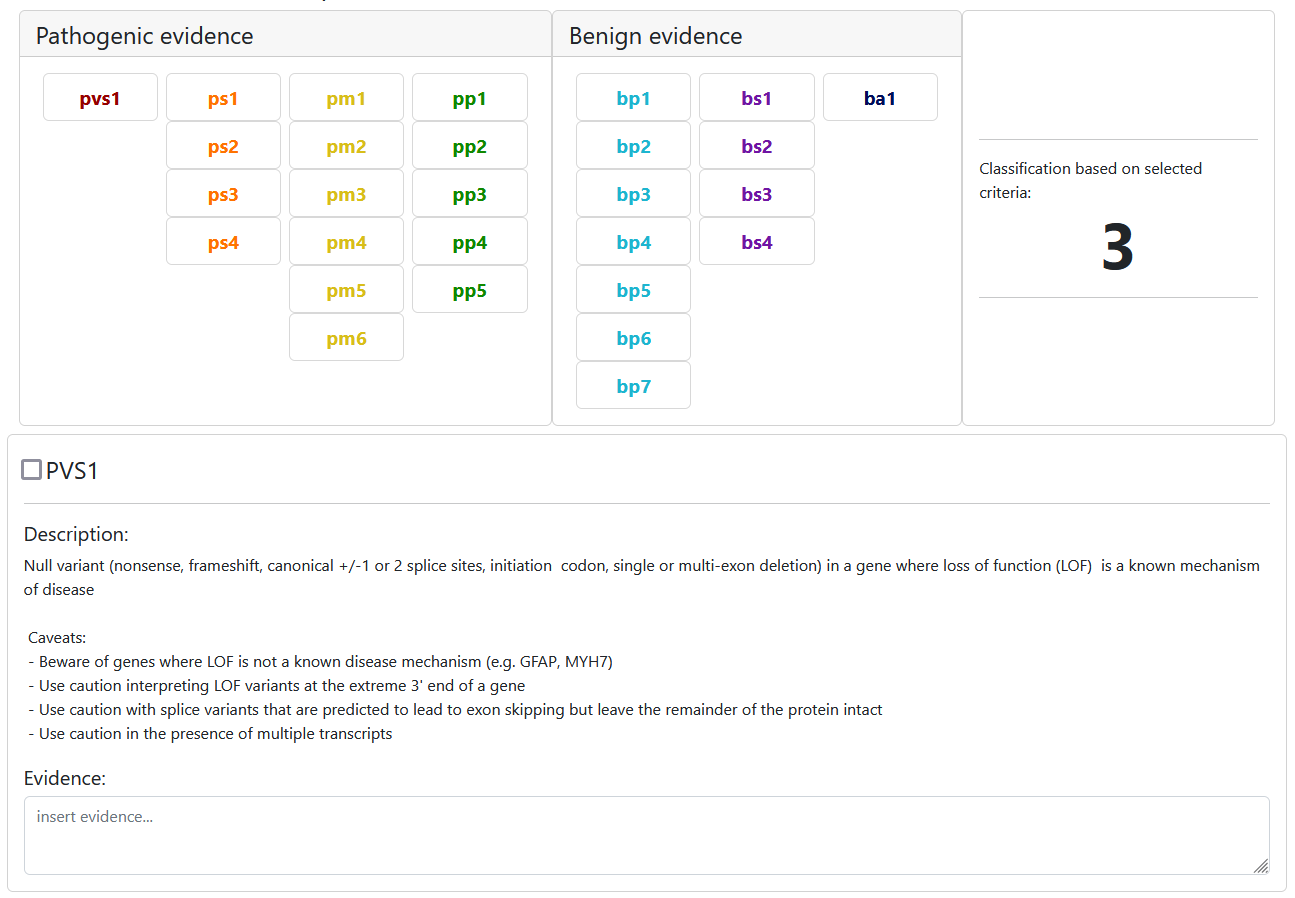 Pathogenic evidence
Benign evidence
pvs1 ps1 pm1 pp1 bp1 bs1 ba1
ps2 pm2 pp2 bp2 bs2
ps3 pm3 pp3 bp3 bs3
ps4 pm4 pp4 bp4 bs4
pm5 pp5 bp5
pm6 bp6
bp7
Classification based on selected
criteria:
3
PVS1
Description:
Null variant (nonsense, frameshift, canonical +/-1 or 2 splice sites, initiation codon, single or multi-exon deletion) in a gene where loss of function (LOF) is a known mechanism
of disease
Caveats:
- Beware of genes where LOF is not a known disease mechanism (e.g. GFAP, MYH7)
- Use caution interpreting LOF variants at the extreme 3' end of a gene
- Use caution with splice variants that are predicted to lead to exon skipping but leave the remainder of the protein intact
- Use caution in the presence of multiple transcripts
Evidence:
insert evidence...